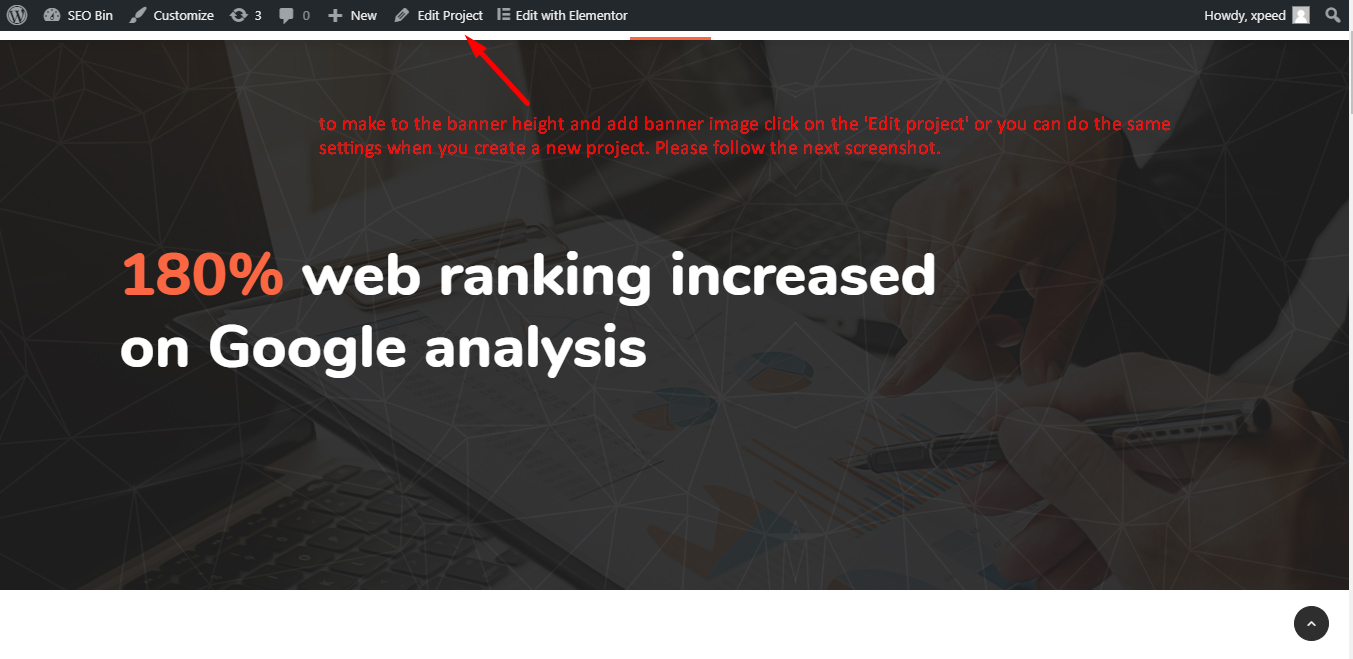 SEO Bin Customize 3 0 New Edit Project Edit with Elementor Howdy, xpeed
to make to the banner height and add banner image click on the 'Edit project' or you can do the same
settings when you create a new project. Please follow the next screenshot.
180% web ranking increased
on Google analysis